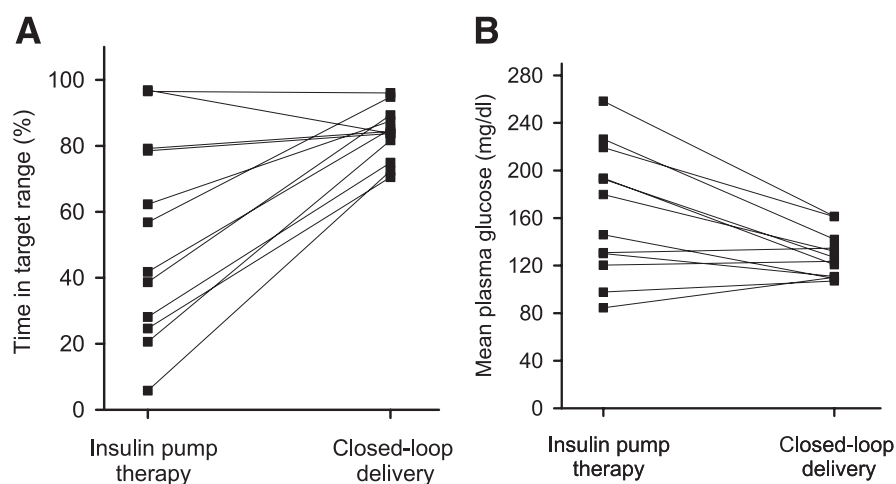 A
Time in target range (%)
100
80
60
40
20
0
Insulin pump
therapy
Closed-loop
delivery
B
Mean plasma glucose (mg/dl)
280
240
200
160
120
80
40
0
Insulin pump
therapy
Closed-loop
delivery